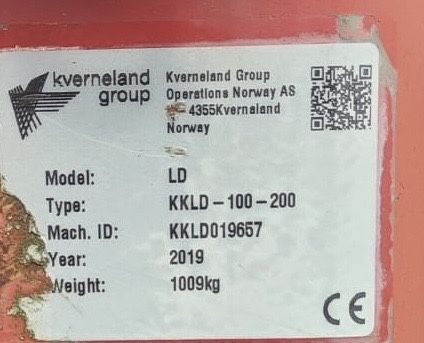 kverneland
group
Kverneland Group
Operations Norway AS
4355Kvernaland
Norway
Model: LD
Type: KKLD-100-200
Mach. ID: KKLD019657
Year: 2019
Weight: 1009kg
CE